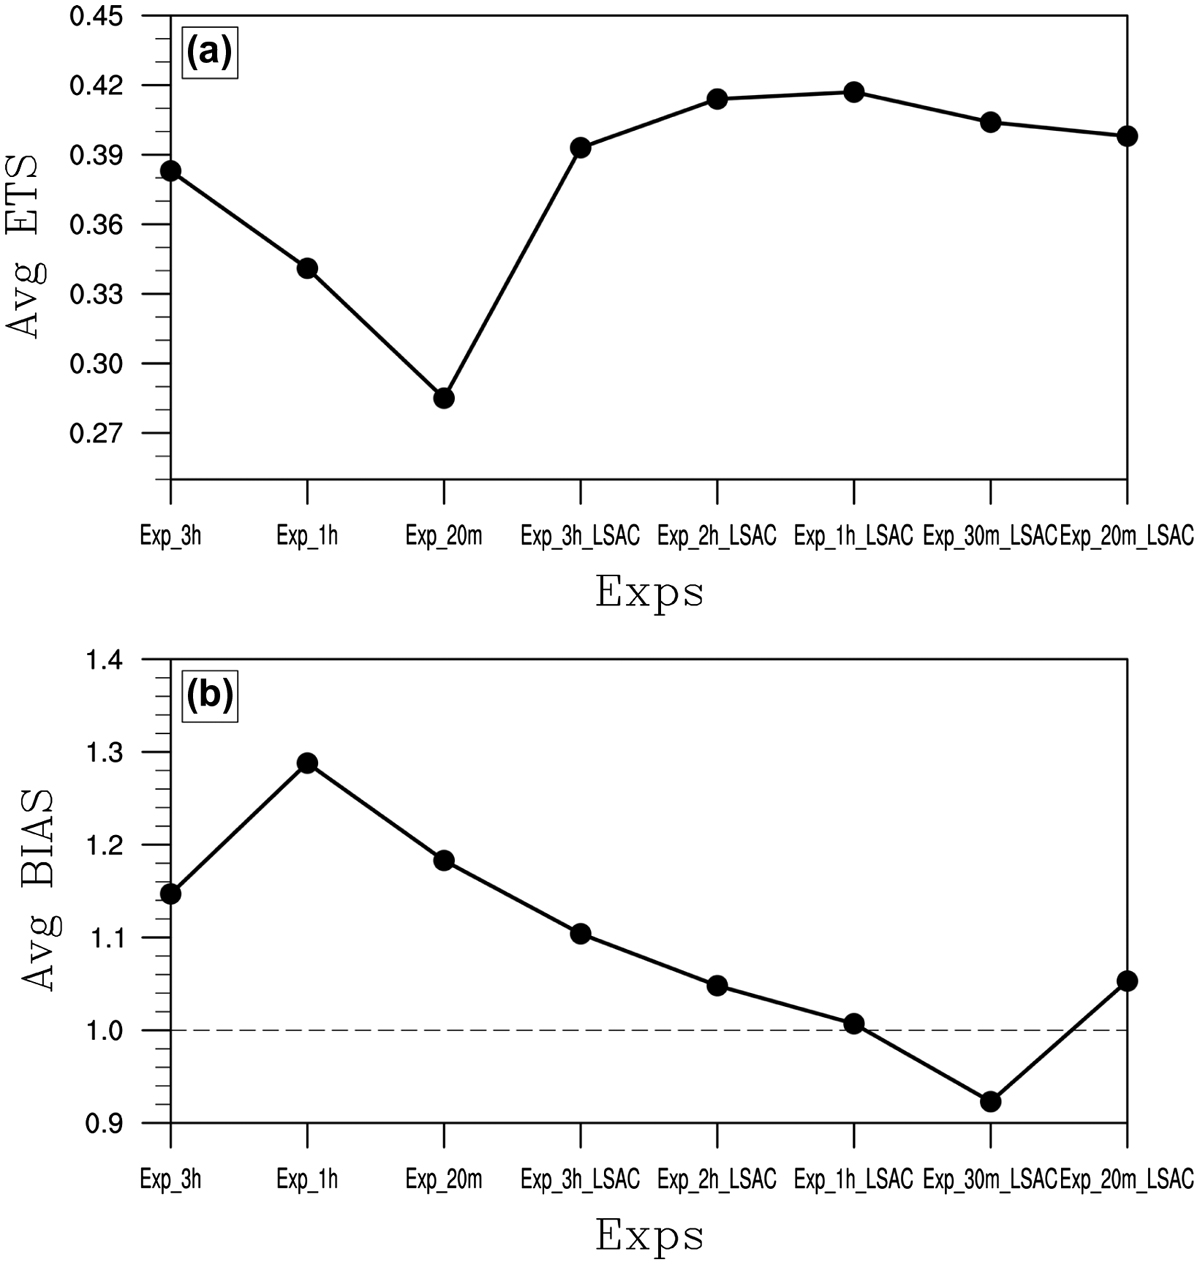 (a)
0.45
0.42
0.39
0.36
0.33
0.30
0.27
Avg ETS
Exp_3h Exp_1h Exp_20m Exp_3h_LSAC Exp_2h_LSAC Exp_1h_LSAC Exp_30m_LSAC Exp_20m_LSAC
Exps
(b)
1.4
1.3
1.2
1.1
1.0
0.9
Avg BIAS
Exp_3h Exp_1h Exp_20m Exp_3h_LSAC Exp_2h_LSAC Exp_1h_LSAC Exp_30m_LSAC Exp_20m_LSAC
Exps